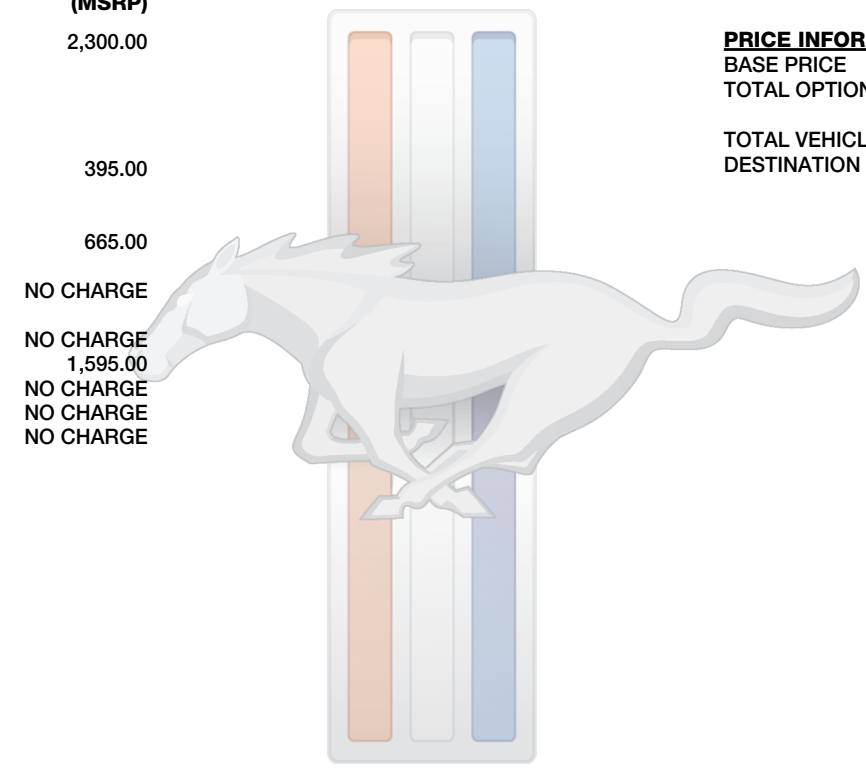 (MSRP)
2,300.00
395.00
665.00
NO CHARGE
NO CHARGE
1,595.00
NO CHARGE
NO CHARGE
NO CHARGE
PRICE INFOR
BASE PRICE
TOTAL OPTION
TOTAL VEHICL
DESTINATION